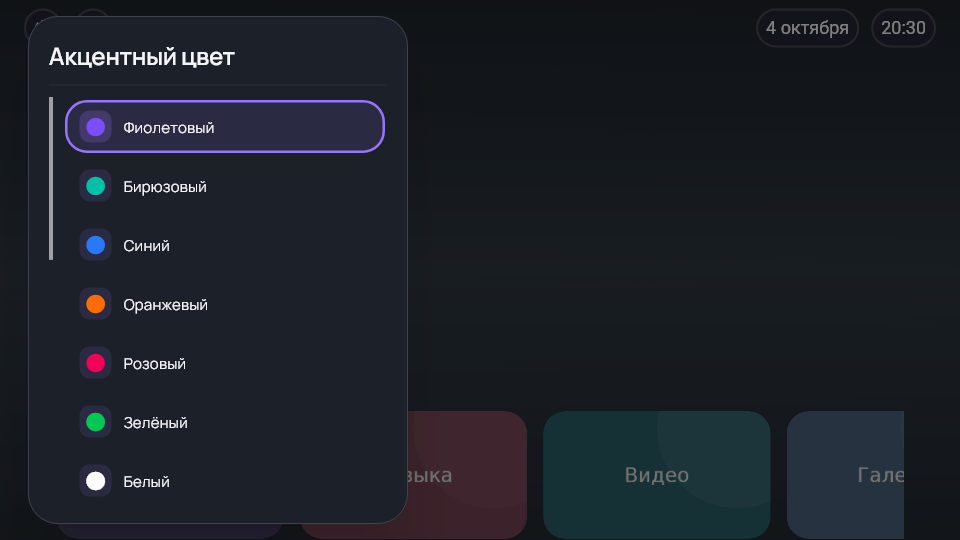 Акцентный цвет
4 октября
20:30
Фиолетовый
Бирюзовый
Синий
Оранжевый
Розовый
Зелёный
Белый
Видео